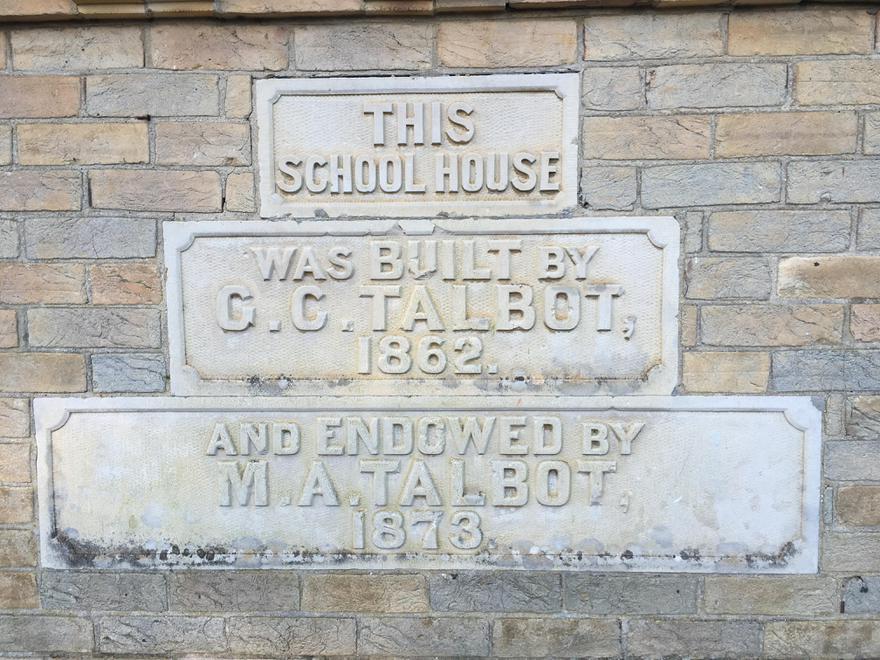 THIS
SCHOOL HOUSE
WAS BUILT BY
G.C.TALBOT,
1862.
AND ENDOWED BY
M.A.TALBOT,
1873.